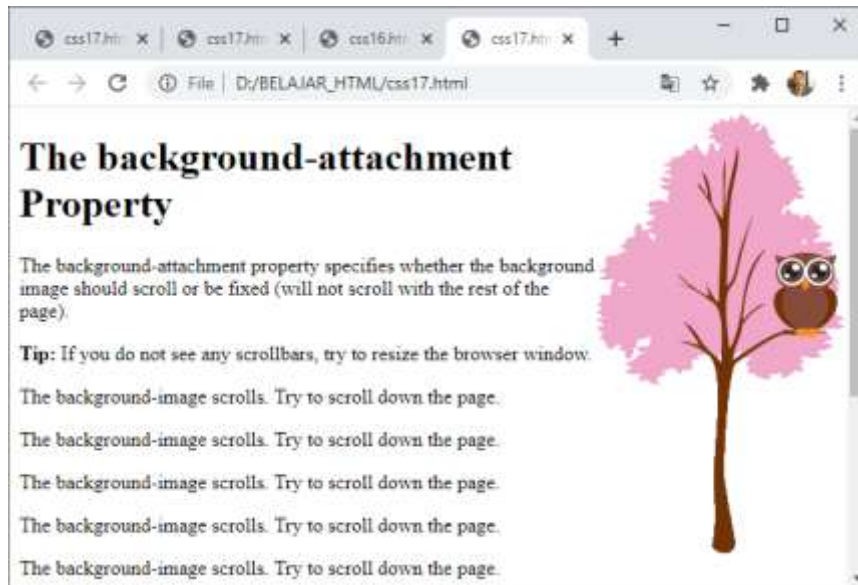 css17.htm
css17.htm
css16.htm
css17.htm
File | D:/BELAJAR_HTML/css17.html
The background-attachment
Property
The background-attachment property specifies whether the background
image should scroll or be fixed (will not scroll with the rest of the
page).
Tip: If you do not see any scrollbars, try to resize the browser window.
The background-image scrolls. Try to scroll down the page.
The background-image scrolls. Try to scroll down the page.
The background-image scrolls. Try to scroll down the page.
The background-image scrolls. Try to scroll down the page.
The background-image scrolls. Try to scroll down the page.